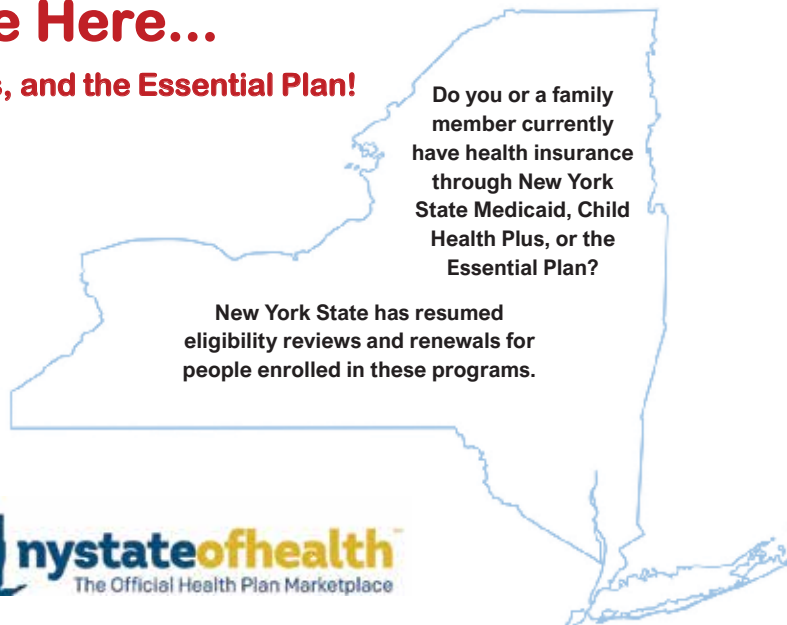 e Here...
s, and the Essential Plan!
Do you or a family
member currently
have health insurance
through New York
State Medicaid, Child
Health Plus, or the
Essential Plan?
New York State has resumed
eligibility reviews and renewals for
people enrolled in these programs.
nystateofhealth™
The Official Health Plan Marketplace